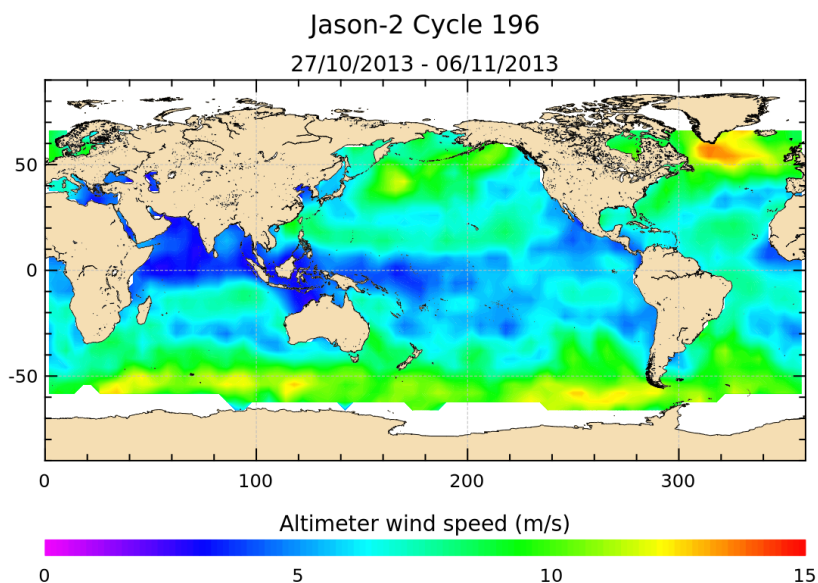 Jason-2 Cycle 196
27/10/2013 - 06/11/2013
50
0
-50
0 100 200 300
Altimeter wind speed (m/s)
0 5 10 15